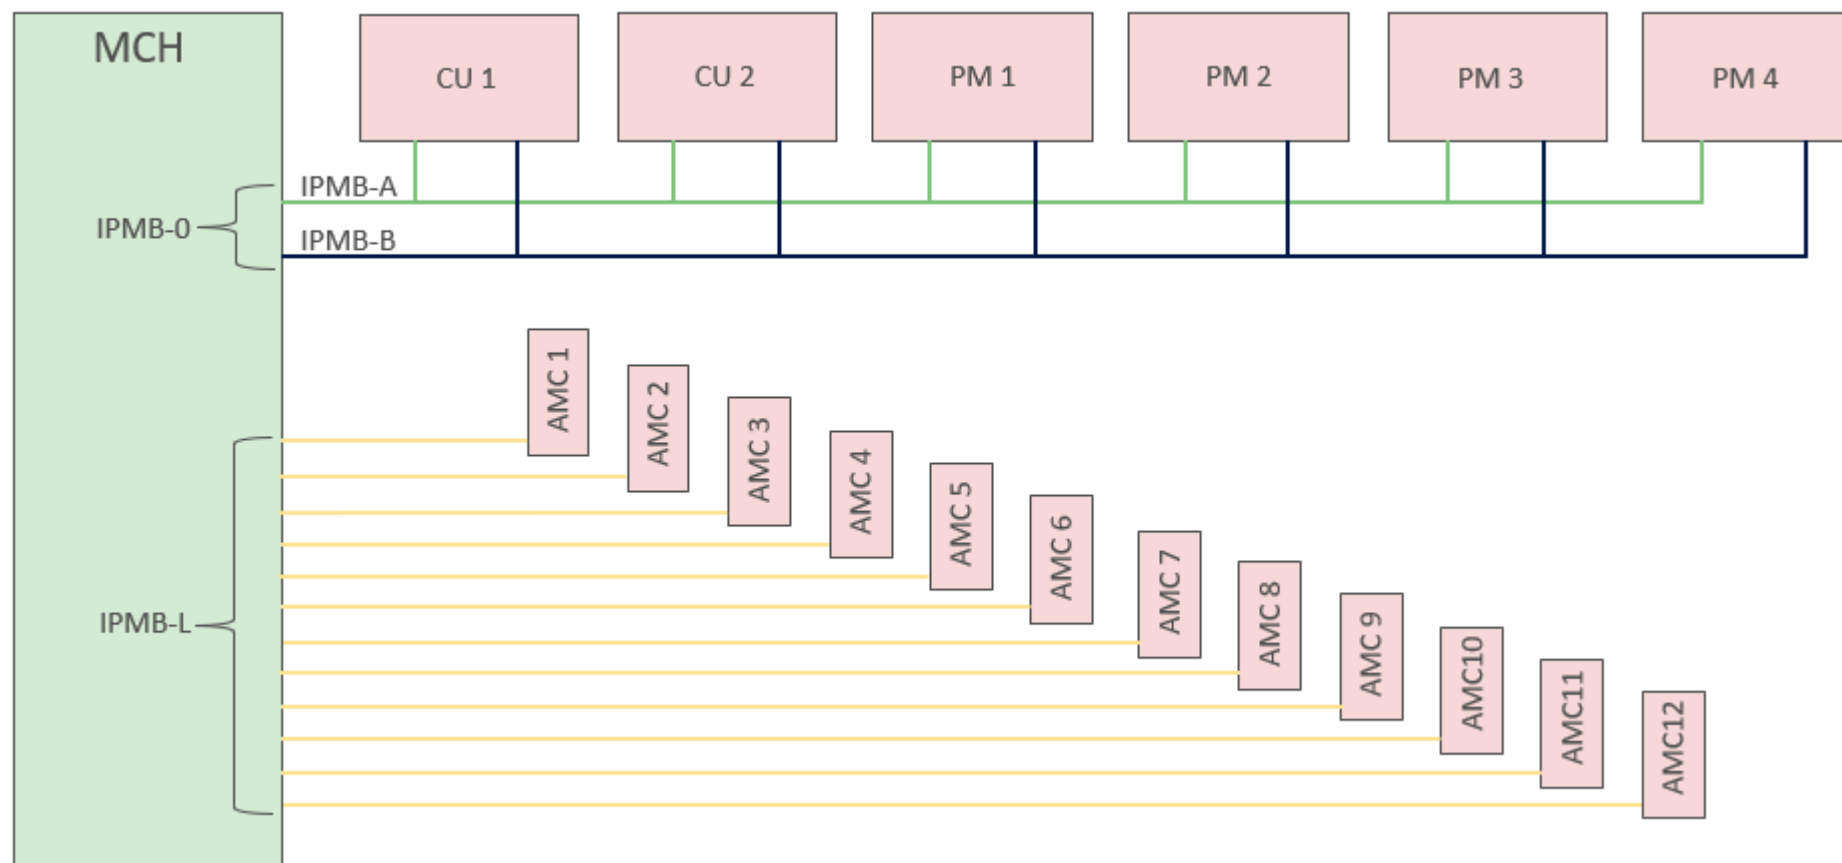 MCH
CU 1
CU 2
PM 1
PM 2
PM 3
PM 4
IPMB-A
IPMB-0
IPMB-B
AMC 1
AMC 2
AMC 3
AMC 4
AMC 5
AMC 6
AMC 7
AMC 8
AMC 9
IPMB-L
AMC10
AMC11
AMC12